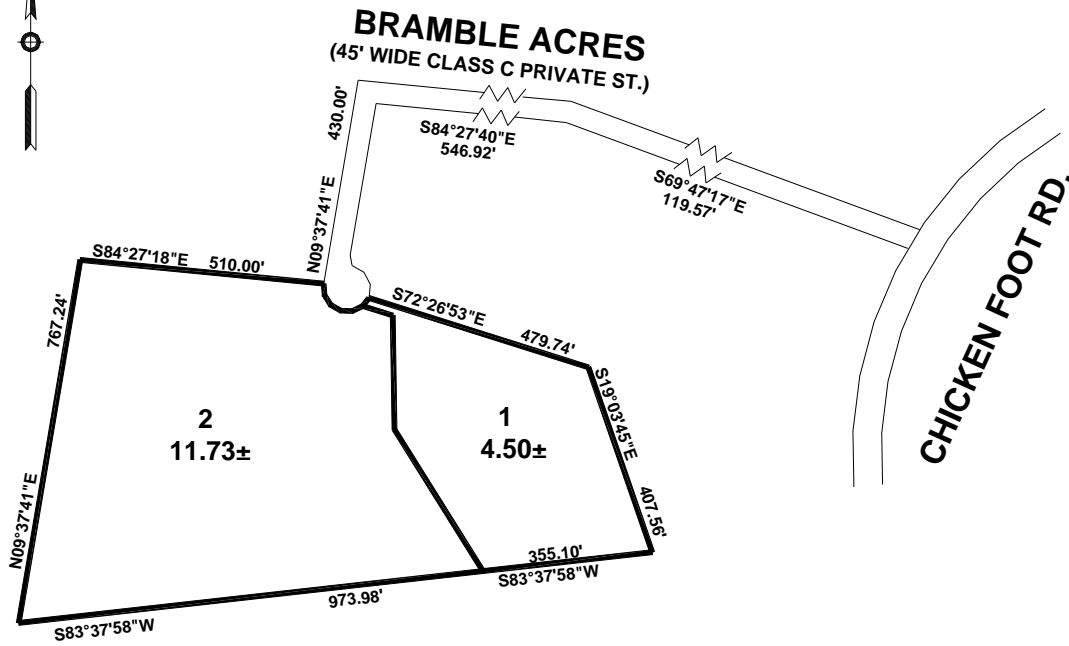 BRAMBLE ACRES
(45' WIDE CLASS C PRIVATE ST.)
430.00'
N09°37'41"E
S84°27'40"E
546.92'
S69°47'17"E
119.57'
CHICKEN FOOT RD.
S84°27'18"E 510.00'
S72°26'53"E 479.74'
767.24'
N09°37'41"E
2
11.73±
1
4.50±
S19°03'45"E 407.56'
355.10'
S83°37'58"W
973.98'
S83°37'58"W